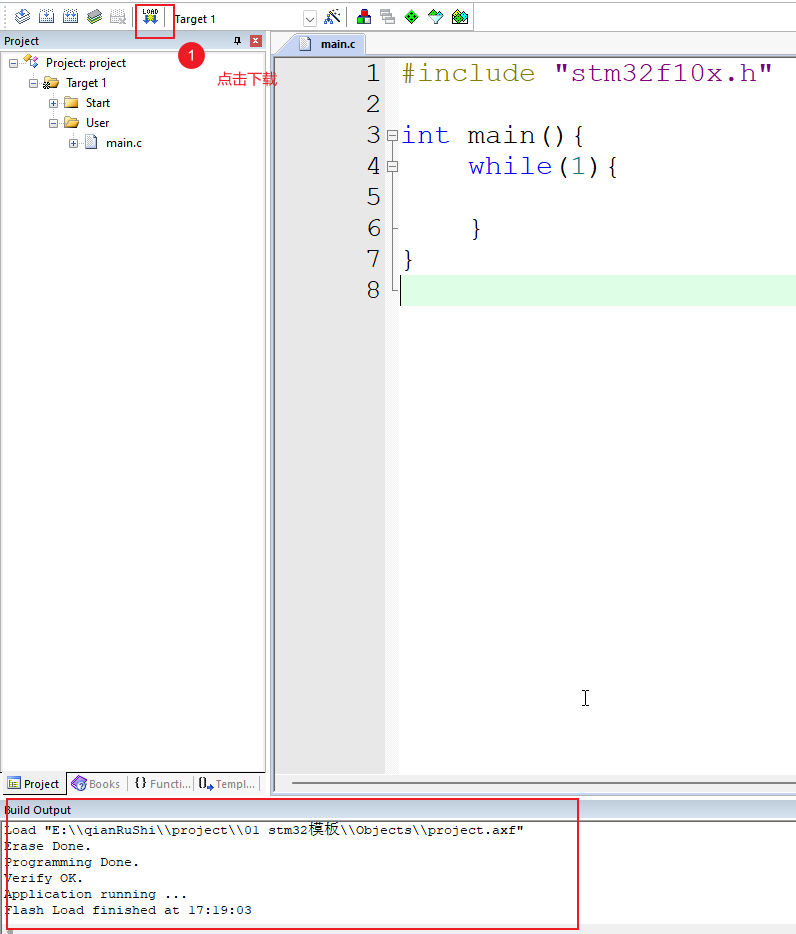 LOAD
Target 1
Project
1
点击下载
Project: project
Target 1
Start
User
main.c
main.c
1 #include "stm32f10x.h"
2
3 int main(){
4 while(1){
5
6 }
7 }
8
Project
Books
{} Functi...
0 Templ...
Build Output
Load "E:\\qianRuShi\\project\\01 stm32模板\\Objects\\project.axf"
Erase Done.
Programming Done.
Verify OK.
Application running ...
Flash Load finished at 17:19:03